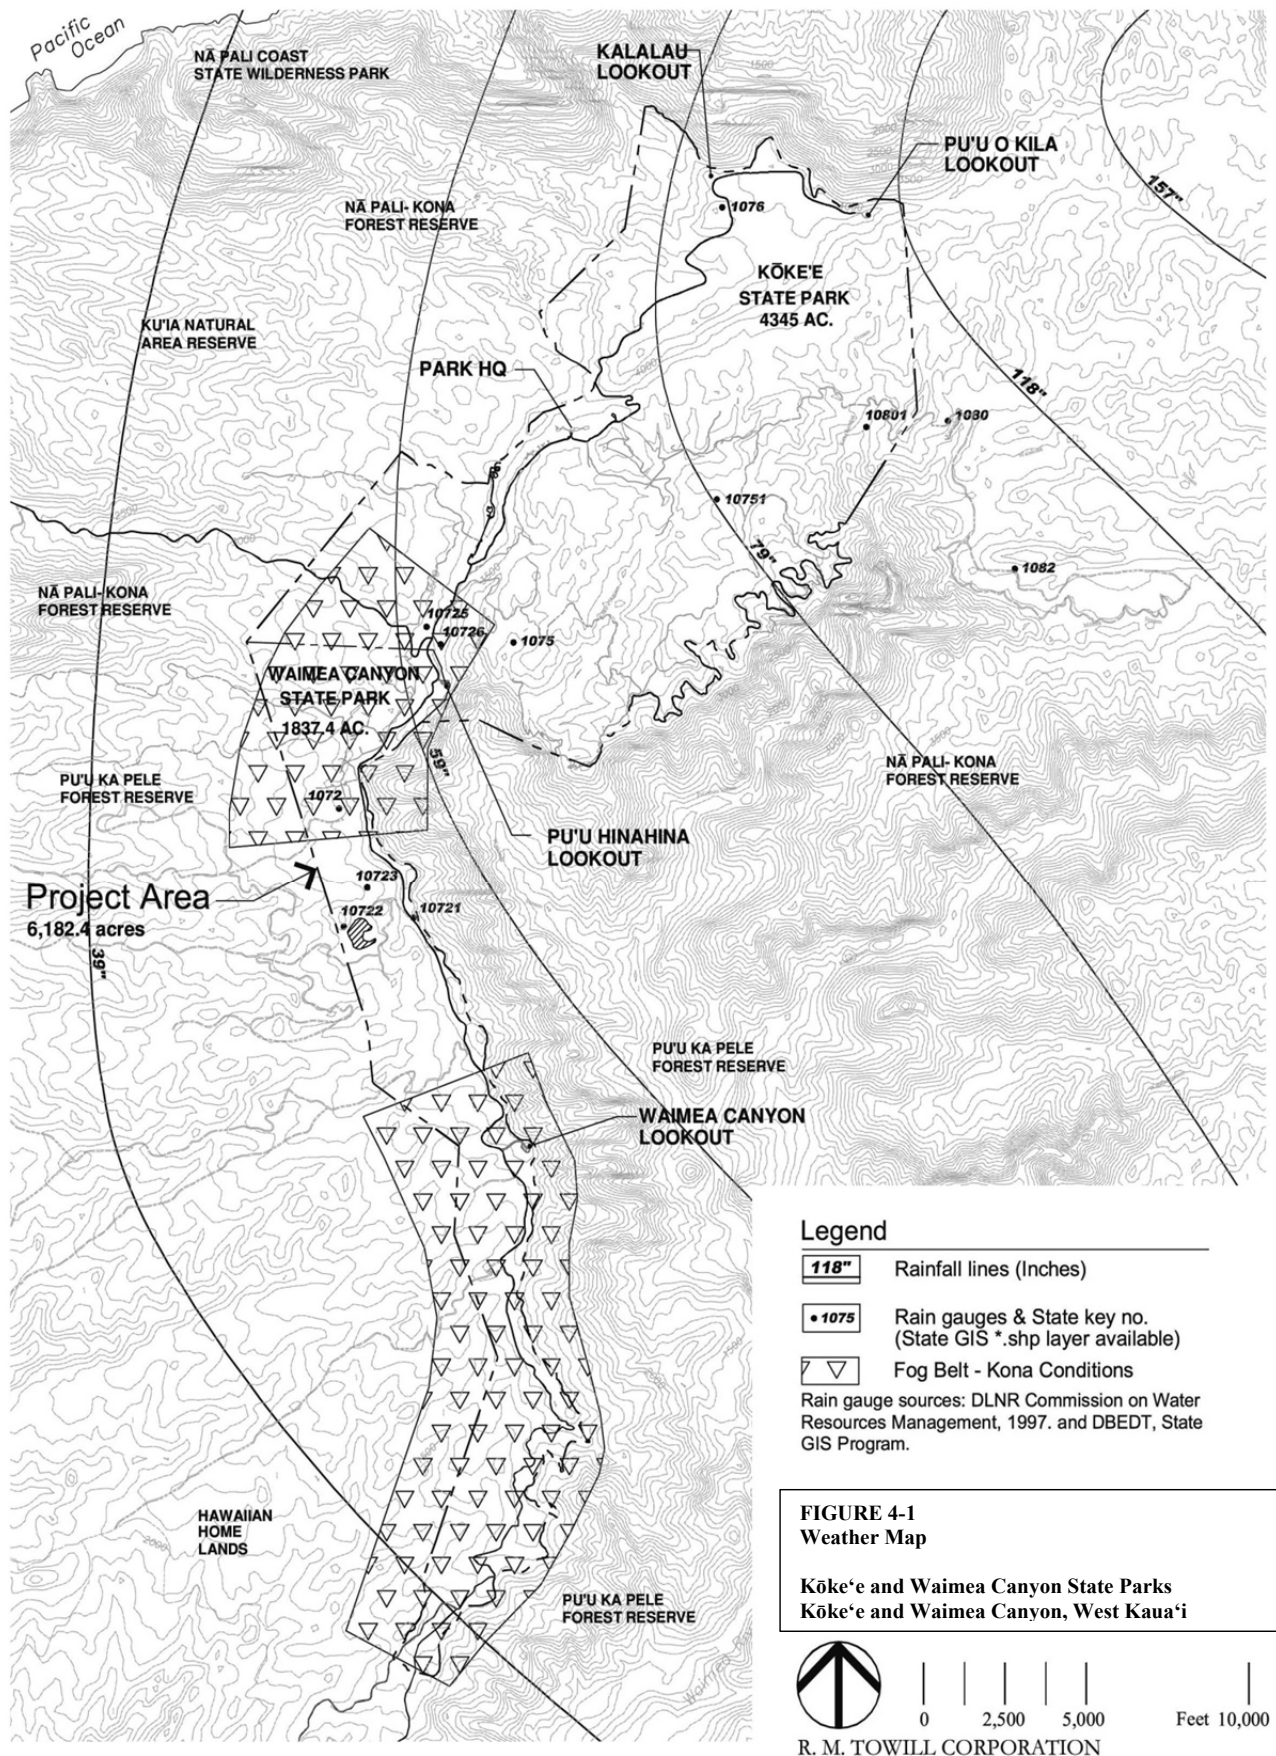 Pacific
Ocean
NĀ PALI COAST
STATE WILDERNESS PARK
KALALAU
LOOKOUT
1500
2000
2500
PU'U O KILA
LOOKOUT
157"
1076
NĀ PALI- KONA
FOREST RESERVE
KŌKE'E
STATE PARK
4345 AC.
KU'IA NATURAL
AREA RESERVE
PARK HQ
4000
118"
10801
1080
10751
79"
1082
NĀ PALI- KONA
FOREST RESERVE
10725
10726
1075
WAIMEA CANYON
STATE PARK
1837.4 AC.
59"
NĀ PALI- KONA
FOREST RESERVE
PU'U KA PELE
FOREST RESERVE
1072
PU'U HINAHINA
LOOKOUT
10723
Project Area
6,182.4 acres
10722
10721
39"
PU'U KA PELE
FOREST RESERVE
WAIMEA CANYON
LOOKOUT
Legend
118"
Rainfall lines (Inches)
1075
Rain gauges & State key no.
(State GIS *.shp layer available)
Fog Belt - Kona Conditions
Rain gauge sources: DLNR Commission on Water
Resources Management, 1997. and DBEDT, State
GIS Program.
HAWAIIAN
HOME
LANDS
2000
PU'U KA PELE
FOREST RESERVE
FIGURE 4-1
Weather Map
Kōke‘e and Waimea Canyon State Parks
Kōke‘e and Waimea Canyon, West Kaua‘i
0
2,500
5,000
Feet 10,000
R. M. TOWILL CORPORATION